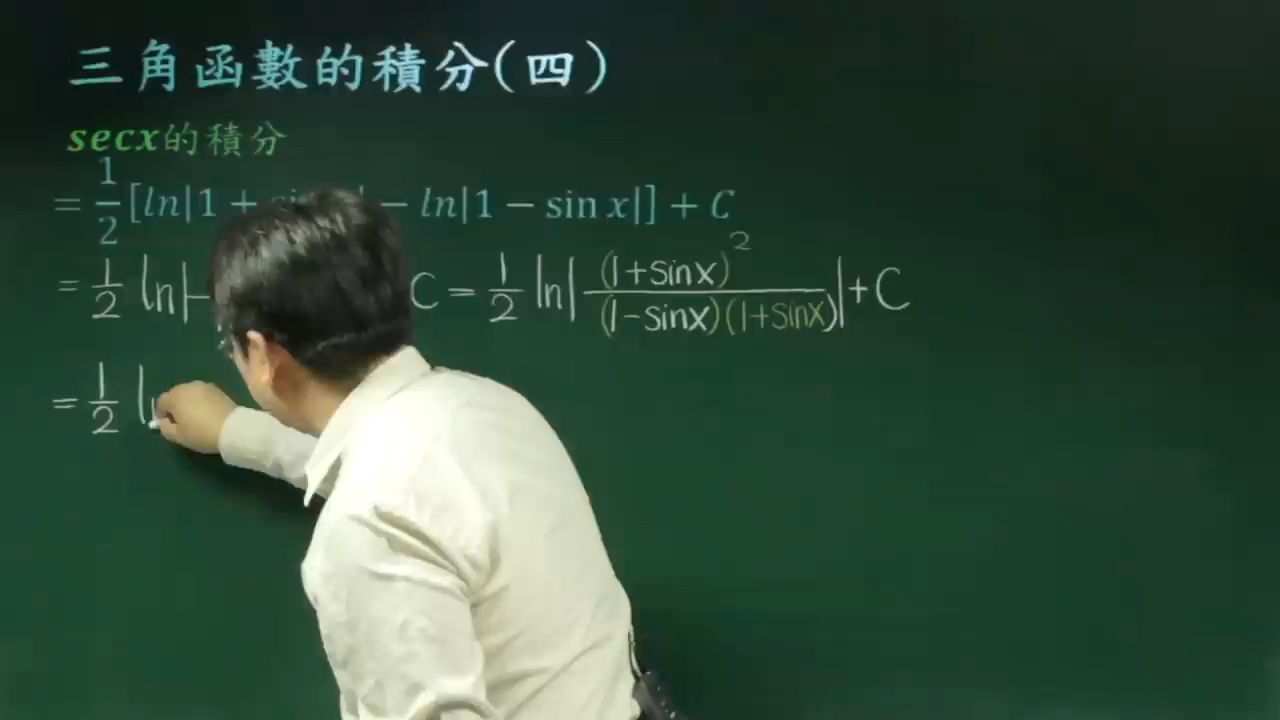 三角函數的積分(四)
secx的積分
= 1/2 [ln|1 + sin x| − ln|1 − sin x|] + C
= 1/2 ln| C = 1/2 ln| (1+sinx)² / (1-sinx)(1+sinx) | + C
= 1/2 l